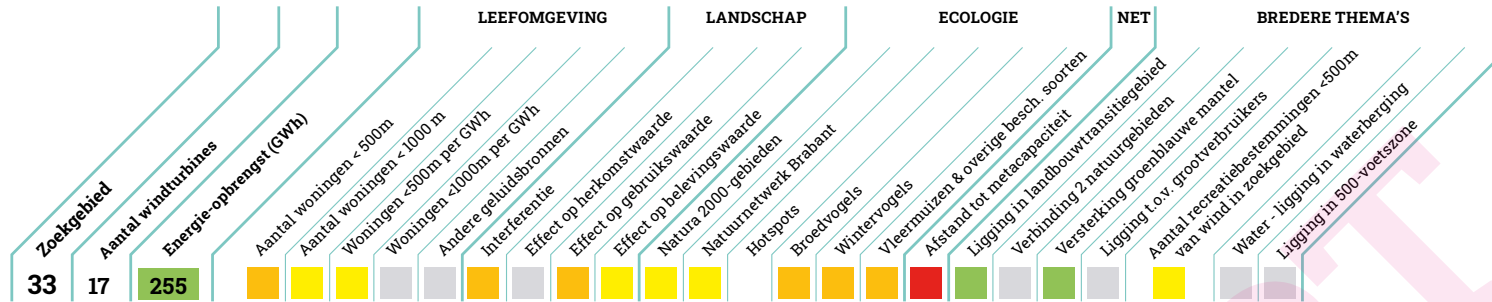 LEEFOMGEVING
LANDSCHAP
ECOLOGIE
NET
BREDERE THEMA'S
Zoekgebied
Aantal windturbines
Energie-opbrengst (GWh)
Aantal woningen < 500m
Aantal woningen < 1000 m
Woningen <500m per GWh
Woningen <1000m per GWh
Andere geluidsbronnen
Interferentie
Effect op herkomstwaarde
Effect op gebruikswaarde
Effect op belevingswaarde
Natura 2000-gebieden
Natuurnetwerk Brabant
Hotspots
Broedvogels
Wintervogels
Vleermuizen & overige besch. soorten
Afstand tot metacapaciteit
Ligging in landbouwtransitiegebied
Verbinding 2 natuurgebieden
Versterking groenblauwe mantel
Ligging t.o.v. grootverbruikers
Aantal recreatiebestemmingen <500m
van wind in zoekgebied
Water - ligging in waterberging
Ligging in 500-voetszone
33
17
255